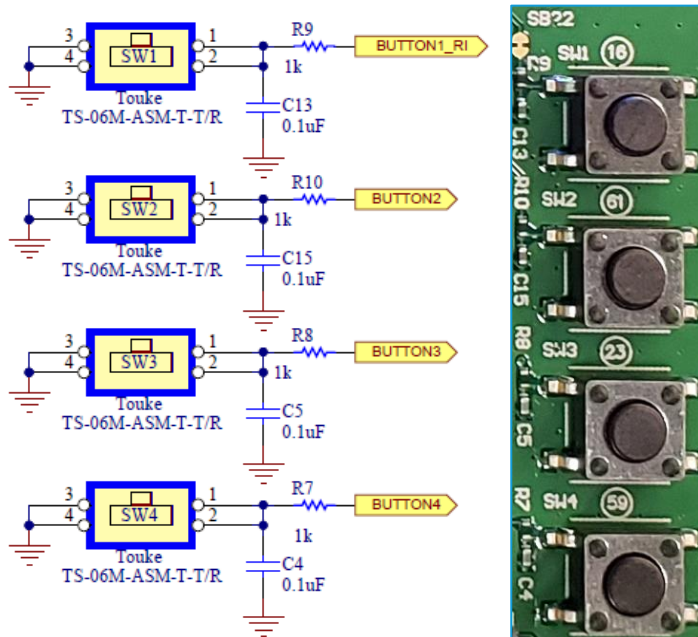 3
4
SW1
1
2
R9
1k
BUTTON1_RI
C13
0.1uF
Touke
TS-06M-ASM-T-T/R
3
4
SW2
1
2
R10
1k
BUTTON2
C15
0.1uF
Touke
TS-06M-ASM-T-T/R
3
4
SW3
1
2
R8
1k
BUTTON3
C5
0.1uF
Touke
TS-06M-ASM-T-T/R
3
4
SW4
1
2
R7
1k
BUTTON4
C4
0.1uF
Touke
TS-06M-ASM-T-T/R
SB22
SW1 16
R9
C13/R10
SW2 61
C15
R8
SW3 23
C5
R7
SW4 59
C4